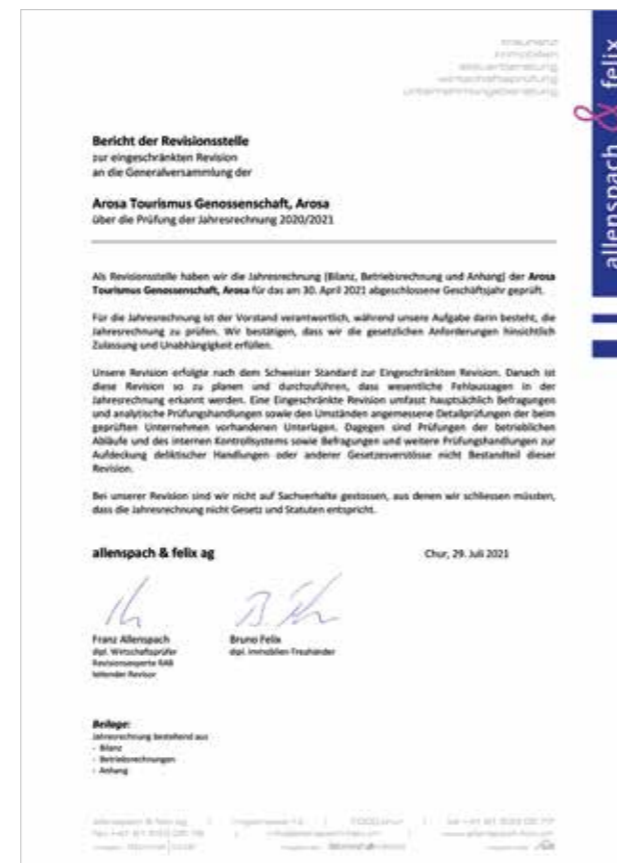 treuhand
immobilien
steuerberatung
wirtschaftsprüfung
unternehmungsberatung
allenspach & felix
Bericht der Revisionsstelle
zur eingeschränkten Revision
an die Generalversammlung der
Arosa Tourismus Genossenschaft, Arosa
über die Prüfung der Jahresrechnung 2020/2021
Als Revisionsstelle haben wir die Jahresrechnung (Bilanz, Betriebsrechnung und Anhang) der Arosa
Tourismus Genossenschaft, Arosa für das am 30. April 2021 abgeschlossene Geschäftsjahr geprüft.
Für die Jahresrechnung ist der Vorstand verantwortlich, während unsere Aufgabe darin besteht, die
Jahresrechnung zu prüfen. Wir bestätigen, dass wir die gesetzlichen Anforderungen hinsichtlich
Zulassung und Unabhängigkeit erfüllen.
Unsere Revision erfolgte nach dem Schweizer Standard zur Eingeschränkten Revision. Danach ist
diese Revision so zu planen und durchzuführen, dass wesentliche Fehlaussagen in der
Jahresrechnung erkannt werden. Eine Eingeschränkte Revision umfasst hauptsächlich Befragungen
und analytische Prüfungshandlungen sowie den Umständen angemessene Detailprüfungen der beim
geprüften Unternehmen vorhandenen Unterlagen. Dagegen sind Prüfungen der betrieblichen
Abläufe und des internen Kontrollsystems sowie Befragungen und weitere Prüfungshandlungen zur
Aufdeckung deliktischer Handlungen oder anderer Gesetzesverstösse nicht Bestandteil dieser
Revision.
Bei unserer Revision sind wir nicht auf Sachverhalte gestossen, aus denen wir schliessen müssten,
dass die Jahresrechnung nicht Gesetz und Statuten entspricht.
allenspach & felix ag Chur, 29. Juli 2021
Franz Allenspach Bruno Felix
dipl. Wirtschaftsprüfer dipl. Immobilien-Treuhänder
Revisionsexperte RAB
leitender Revisor
Beilage:
Jahresrechnung bestehend aus
- Bilanz
- Betriebsrechnungen
- Anhang
allenspach & felix ag